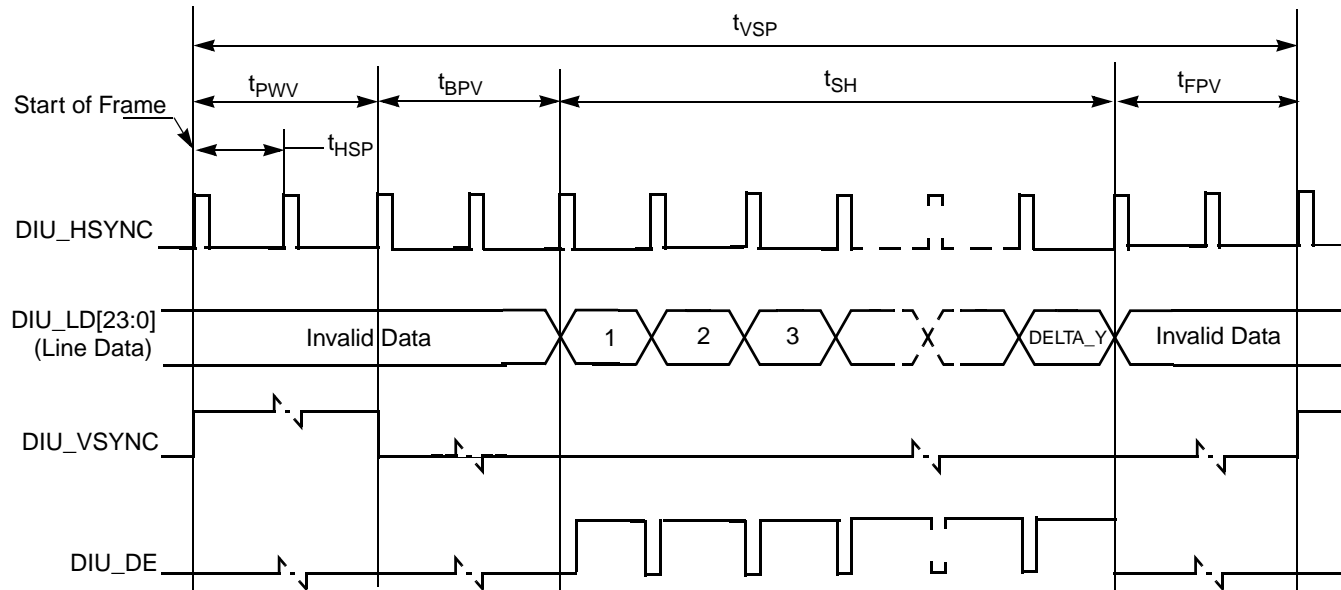 tVSP
tPWV
tBPV
tSH
tFPV
Start of Frame
tHSP
DIU_HSYNC
DIU_LD[23:0]
(Line Data)
Invalid Data
1
2
3
DELTA_Y
Invalid Data
DIU_VSYNC
DIU_DE